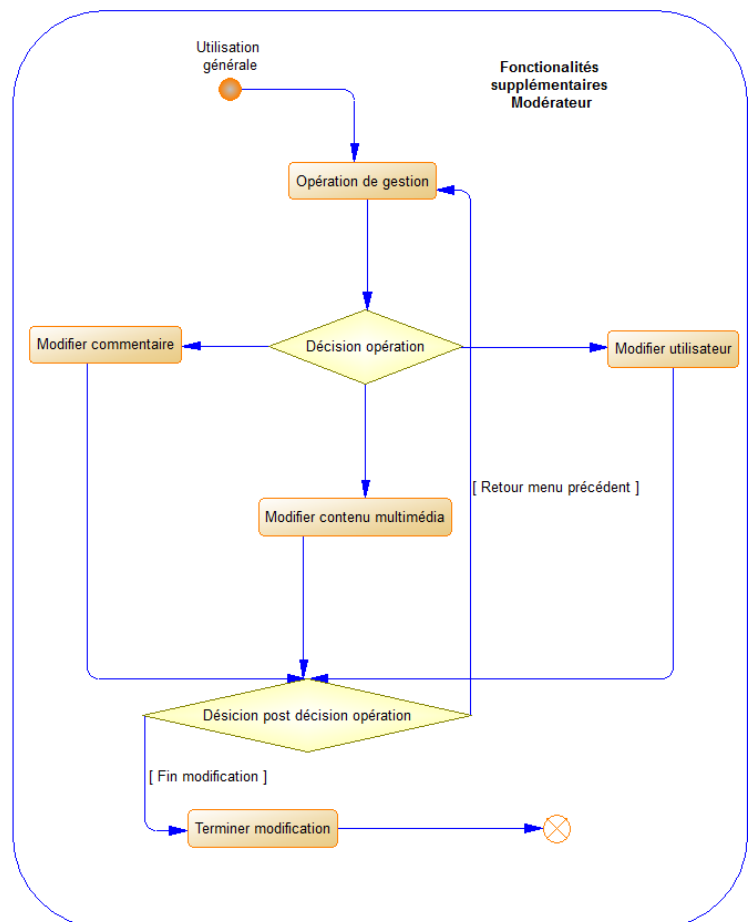 Utilisation
générale
Fonctionalités
supplémentaires
Modérateur
Opération de gestion
Modifier commentaire
Décision opération
Modifier utilisateur
[ Retour menu précédent ]
Modifier contenu multimédia
Désicion post décision opération
[ Fin modification ]
Terminer modification